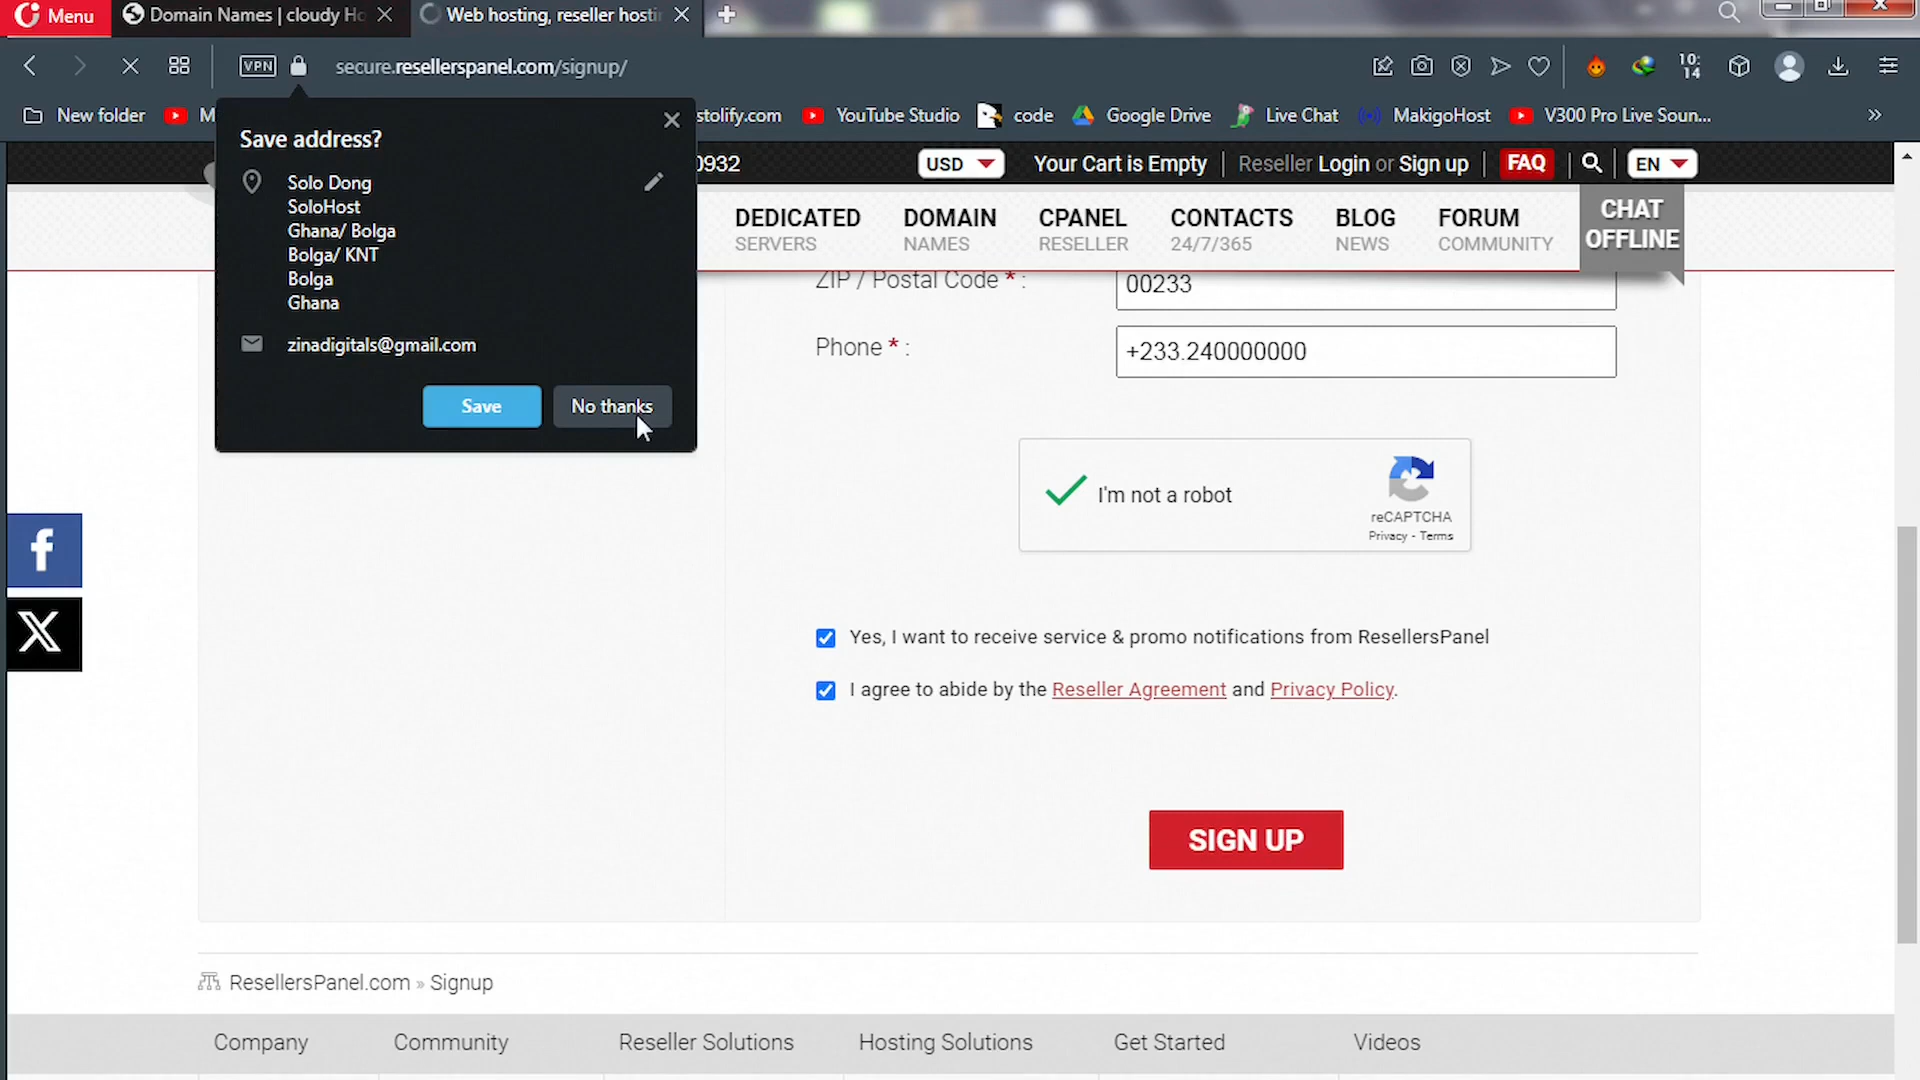 Menu
Domain Names | cloudy Ho
Web hosting, reseller hosti
VPN
secure.resellerspanel.com/signup/
10:
14
New folder
M
stolify.com
YouTube Studio
code
Google Drive
Live Chat
MakigoHost
V300 Pro Live Soun...
Save address?
Solo Dong
SoloHost
Ghana/ Bolga
Bolga/ KNT
Bolga
Ghana
zinadigitals@gmail.com
Save
No thanks
0932
USD
Your Cart is Empty
Reseller Login or Sign up
FAQ
EN
DEDICATED
SERVERS
DOMAIN
NAMES
CPANEL
RESELLER
CONTACTS
24/7/365
BLOG
NEWS
FORUM
COMMUNITY
CHAT
OFFLINE
ZIP / Postal Code * :
00233
Phone * :
+233.240000000
I'm not a robot
reCAPTCHA
Privacy - Terms
Yes, I want to receive service & promo notifications from ResellersPanel
I agree to abide by the Reseller Agreement and Privacy Policy.
SIGN UP
ResellersPanel.com » Signup
Company
Community
Reseller Solutions
Hosting Solutions
Get Started
Videos